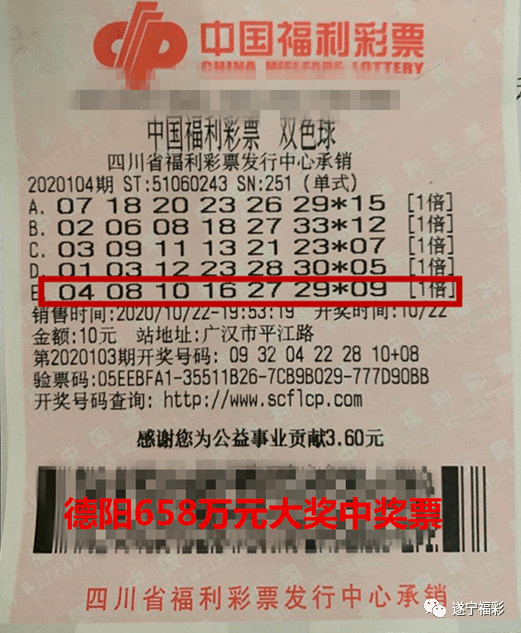 中国福利彩票
CHINA WELFARE LOTTERY
中国福利彩票 双色球
四川省福利彩票发行中心承销
2020104期 ST:51060243 SN:251 (单式)
A. 07 18 20 23 26 29*15 [1倍]
B. 02 06 08 18 27 33*12 [1倍]
C. 03 09 11 13 21 23*07 [1倍]
D. 01 03 12 23 28 30*05 [1倍]
E. 04 08 10 16 27 29*09 [1倍]
销售时间:2020/10/22-19:53:19 开奖时间:10/22
金额:10元 站地址:广汉市平江路
第2020103期开奖号码: 09 32 04 22 28 10+08
验票码:05EEBFA1-35511B26-7CB9B029-777D90BB
开奖号码查询: http://www.scflcp.com
感谢您为公益事业贡献3.60元
德阳658万元大奖中奖票
四川省福利彩票发行中心承销
遂宁福彩